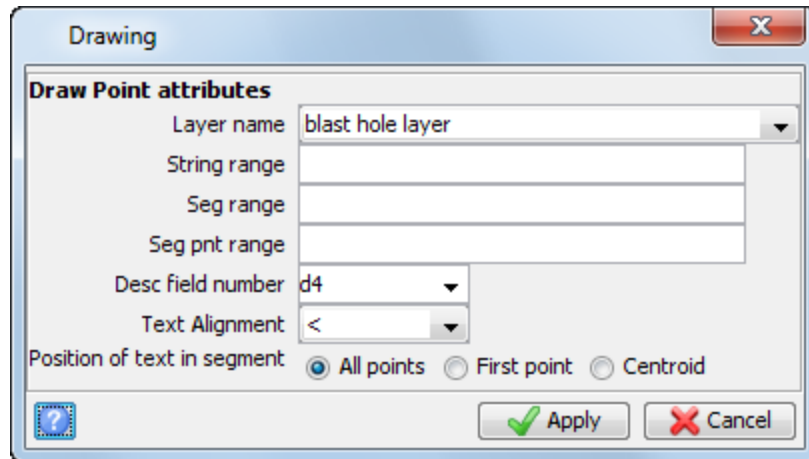 Drawing
Draw Point attributes
Layer name blast hole layer
String range
Seg range
Seg pnt range
Desc field number d4
Text Alignment <
Position of text in segment All points First point Centroid
? Apply Cancel